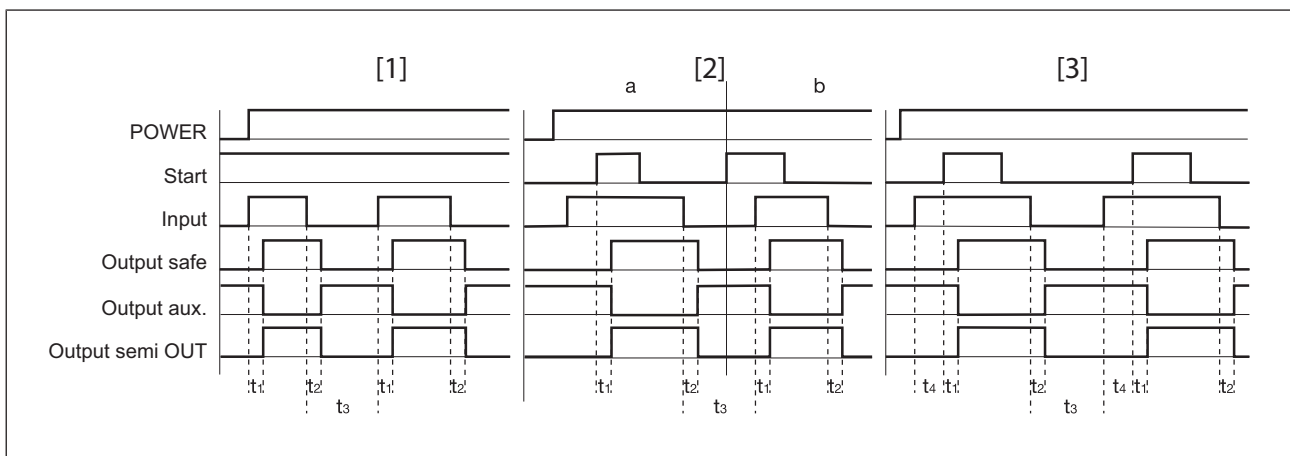 [1] [2] [3]
a b
POWER
Start
Input
Output safe
Output aux.
Output semi OUT
t1 t2 t1 t2 t1 t2 t1 t2 t4 t1 t2 t4 t1 t2
t3 t3 t3